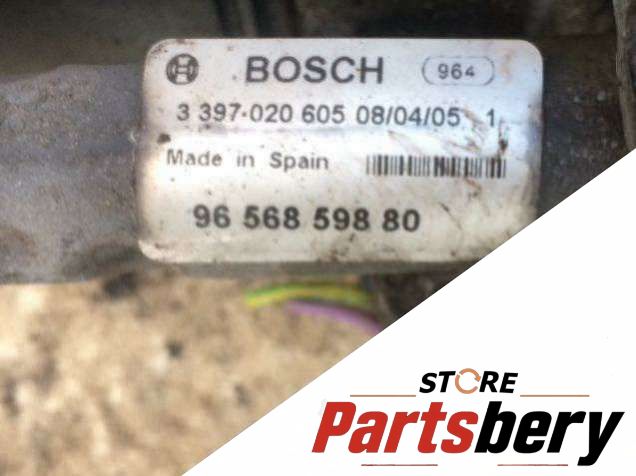 BOSCH 964
3 397-020 605 08/04/05 1
Made in Spain
96 568 598 80
STORE
Partsbery